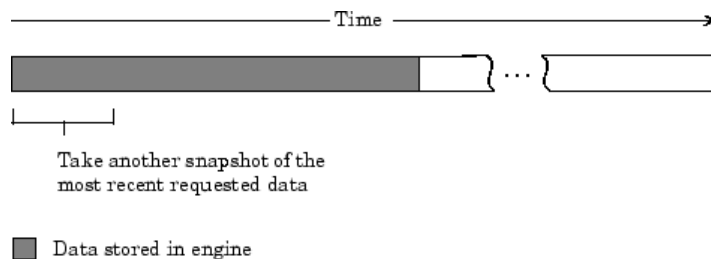 Time
...
Take another snapshot of the
most recent requested data
Data stored in engine